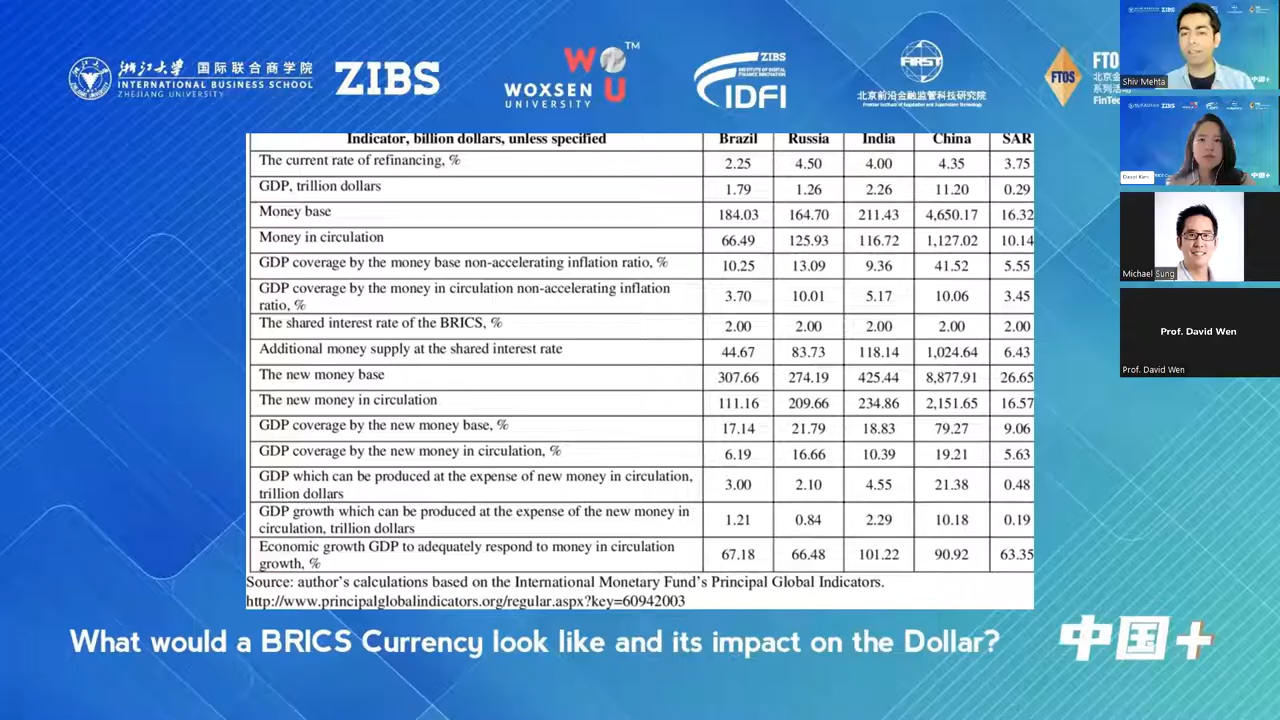 浙江大学 国际联合商学院
INTERNATIONAL BUSINESS SCHOOL
ZHEJIANG UNIVERSITY
ZIBS
W U ™
WOXSEN
UNIVERSITY
ZIBS
INSTITUTE OF DIGITAL
FINANCE INNOVATION
IDFI
FIRST
北京前沿金融监管科技研究院
Frontier Institute of Regulation and Supervision Technology
FTOS
FTO
北京金
系列活动
FinTec
Indicator, billion dollars, unless specified Brazil Russia India China SAR
The current rate of refinancing, % 2.25 4.50 4.00 4.35 3.75
GDP, trillion dollars 1.79 1.26 2.26 11.20 0.29
Money base 184.03 164.70 211.43 4,650.17 16.32
Money in circulation 66.49 125.93 116.72 1,127.02 10.14
GDP coverage by the money base non-accelerating inflation ratio, % 10.25 13.09 9.36 41.52 5.55
GDP coverage by the money in circulation non-accelerating inflation
ratio, % 3.70 10.01 5.17 10.06 3.45
The shared interest rate of the BRICS, % 2.00 2.00 2.00 2.00 2.00
Additional money supply at the shared interest rate 44.67 83.73 118.14 1,024.64 6.43
The new money base 307.66 274.19 425.44 8,877.91 26.65
The new money in circulation 111.16 209.66 234.86 2,151.65 16.57
GDP coverage by the new money base, % 17.14 21.79 18.83 79.27 9.06
GDP coverage by the new money in circulation, % 6.19 16.66 10.39 19.21 5.63
GDP which can be produced at the expense of new money in circulation,
trillion dollars 3.00 2.10 4.55 21.38 0.48
GDP growth which can be produced at the expense of the new money in
circulation, trillion dollars 1.21 0.84 2.29 10.18 0.19
Economic growth GDP to adequately respond to money in circulation
growth, % 67.18 66.48 101.22 90.92 63.35
Source: author's calculations based on the International Monetary Fund's Principal Global Indicators.
http://www.principalglobalindicators.org/regular.aspx?key=60942003
What would a BRICS Currency look like and its impact on the Dollar?
中国+
Shiv Mehta
Michael Sung
Prof. David Wen
Prof. David Wen